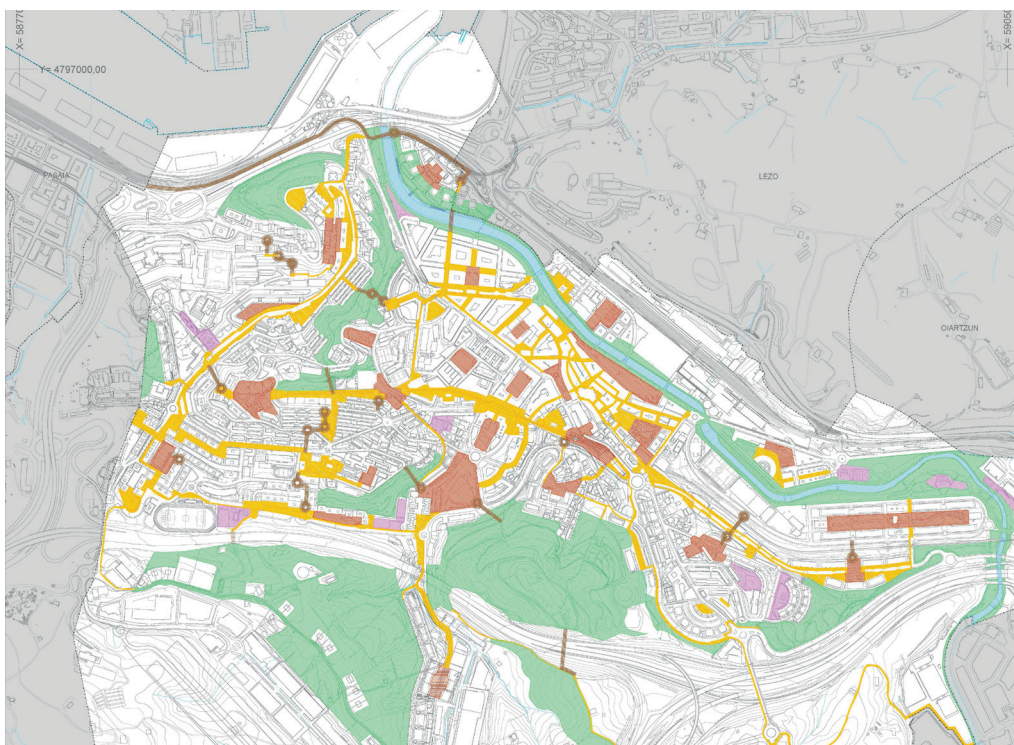 X= 58770
Y= 4797000,00
X= 59050
PASAIA
LEZO
OIARTZUN